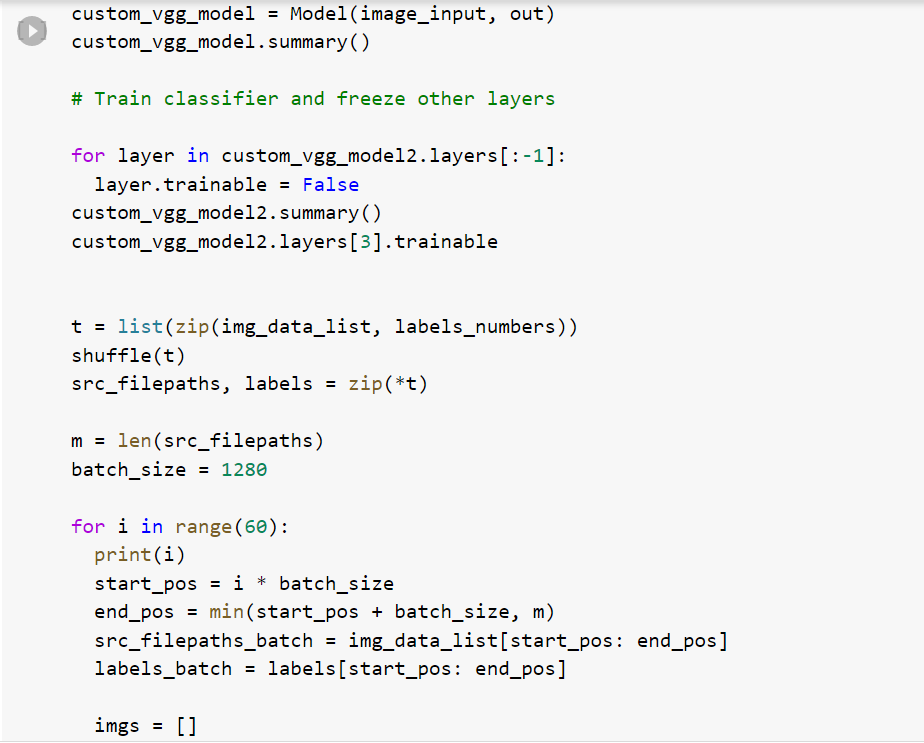 custom_vgg_model = Model(image_input, out)
custom_vgg_model.summary()
# Train classifier and freeze other layers
for layer in custom_vgg_model2.layers[:-1]:
  layer.trainable = False
custom_vgg_model2.summary()
custom_vgg_model2.layers[3].trainable
t = list(zip(img_data_list, labels_numbers))
shuffle(t)
src_filepaths, labels = zip(*t)
m = len(src_filepaths)
batch_size = 1280
for i in range(60):
  print(i)
  start_pos = i * batch_size
  end_pos = min(start_pos + batch_size, m)
  src_filepaths_batch = img_data_list[start_pos: end_pos]
  labels_batch = labels[start_pos: end_pos]
  imgs = []